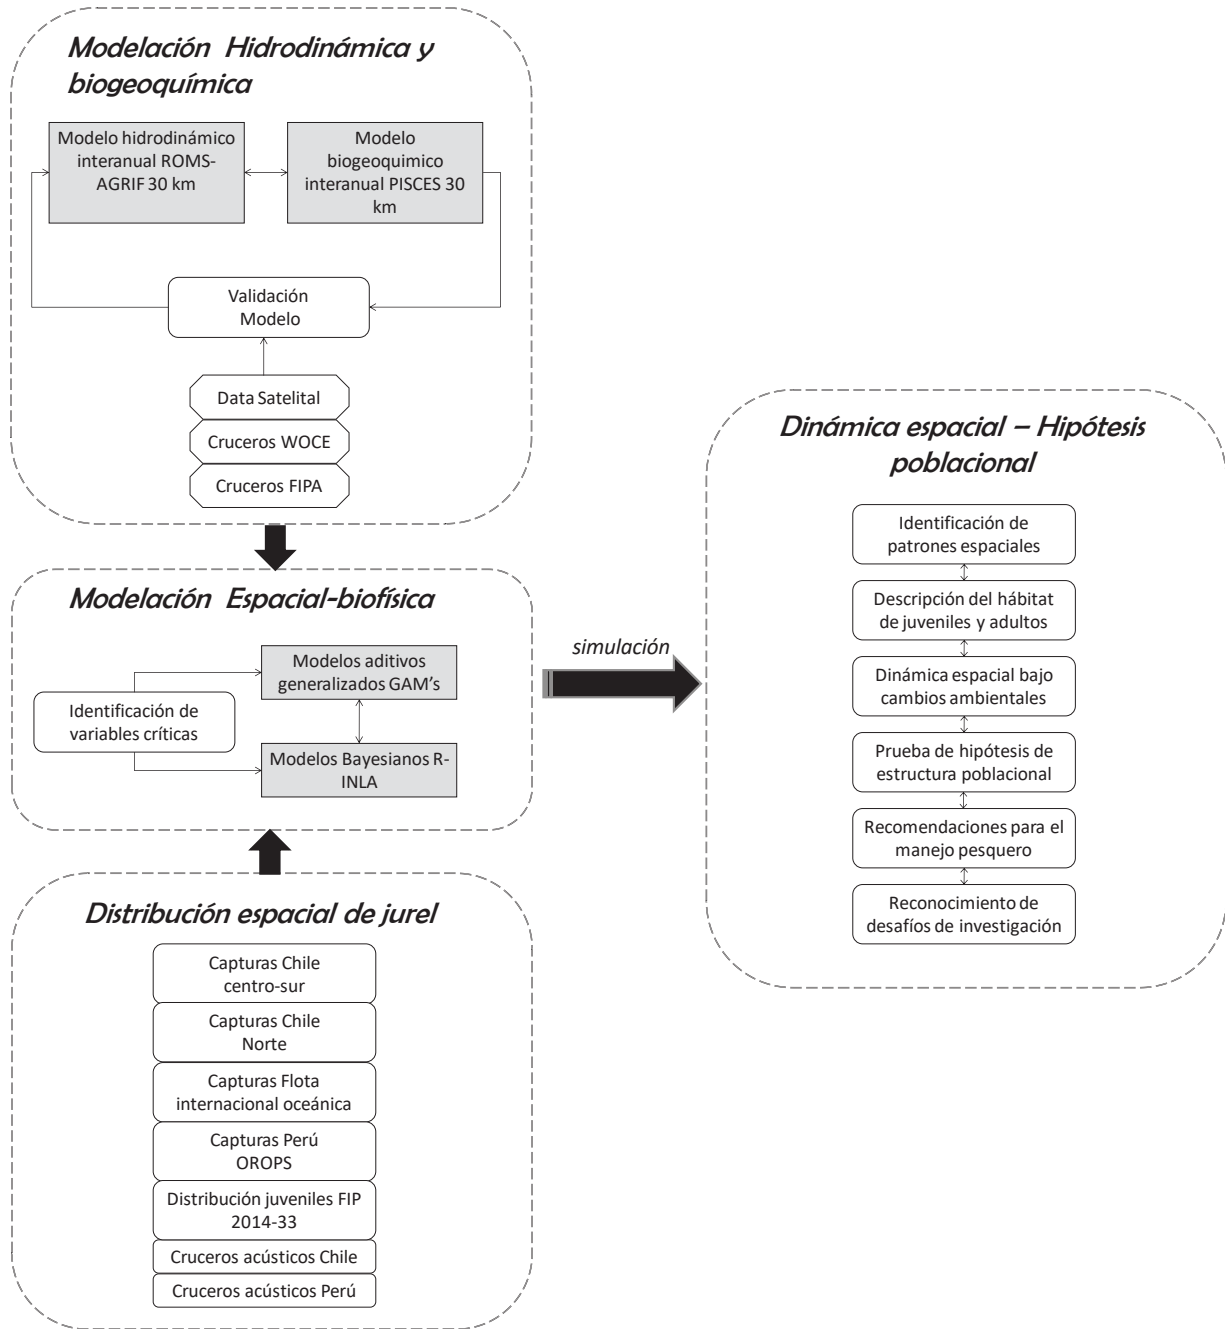 Modelación Hidrodinámica y
biogeoquímica
Modelo hidrodinámico
interanual ROMS-
AGRIF 30 km
Modelo
biogeoquimico
interanual PISCES 30
km
Validación
Modelo
Data Satelital
Cruceros WOCE
Cruceros FIPA
Modelación Espacial-biofísica
Modelos aditivos
generalizados GAM's
Identificación de
variables críticas
Modelos Bayesianos R-
INLA
Distribución espacial de jurel
Capturas Chile
centro-sur
Capturas Chile
Norte
Capturas Flota
internacional oceánica
Capturas Perú
OROPS
Distribución juveniles FIP
2014-33
Cruceros acústicos Chile
Cruceros acústicos Perú
simulación
Dinámica espacial – Hipótesis
poblacional
Identificación de
patrones espaciales
Descripción del hábitat
de juveniles y adultos
Dinámica espacial bajo
cambios ambientales
Prueba de hipótesis de
estructura poblacional
Recomendaciones para el
manejo pesquero
Reconocimiento de
desafíos de investigación